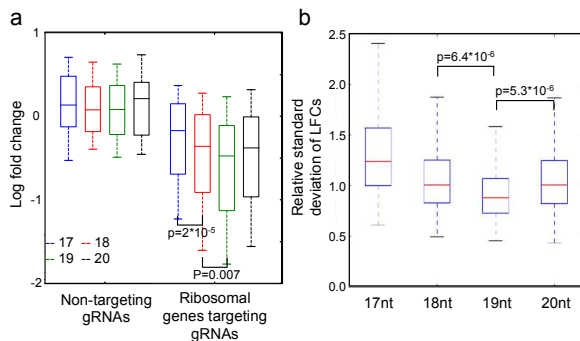 a
Log fold change
1
0
-1
-2
17 18
19 20
p=2*10-5
P=0.007
Non-targeting
gRNAs
Ribosomal
genes targeting
gRNAs
b
Relative standard
deviation of LFCs
2.5
2.0
1.5
1.0
0.5
0.0
p=6.4*10-6
p=5.3*10-6
17nt 18nt 19nt 20nt